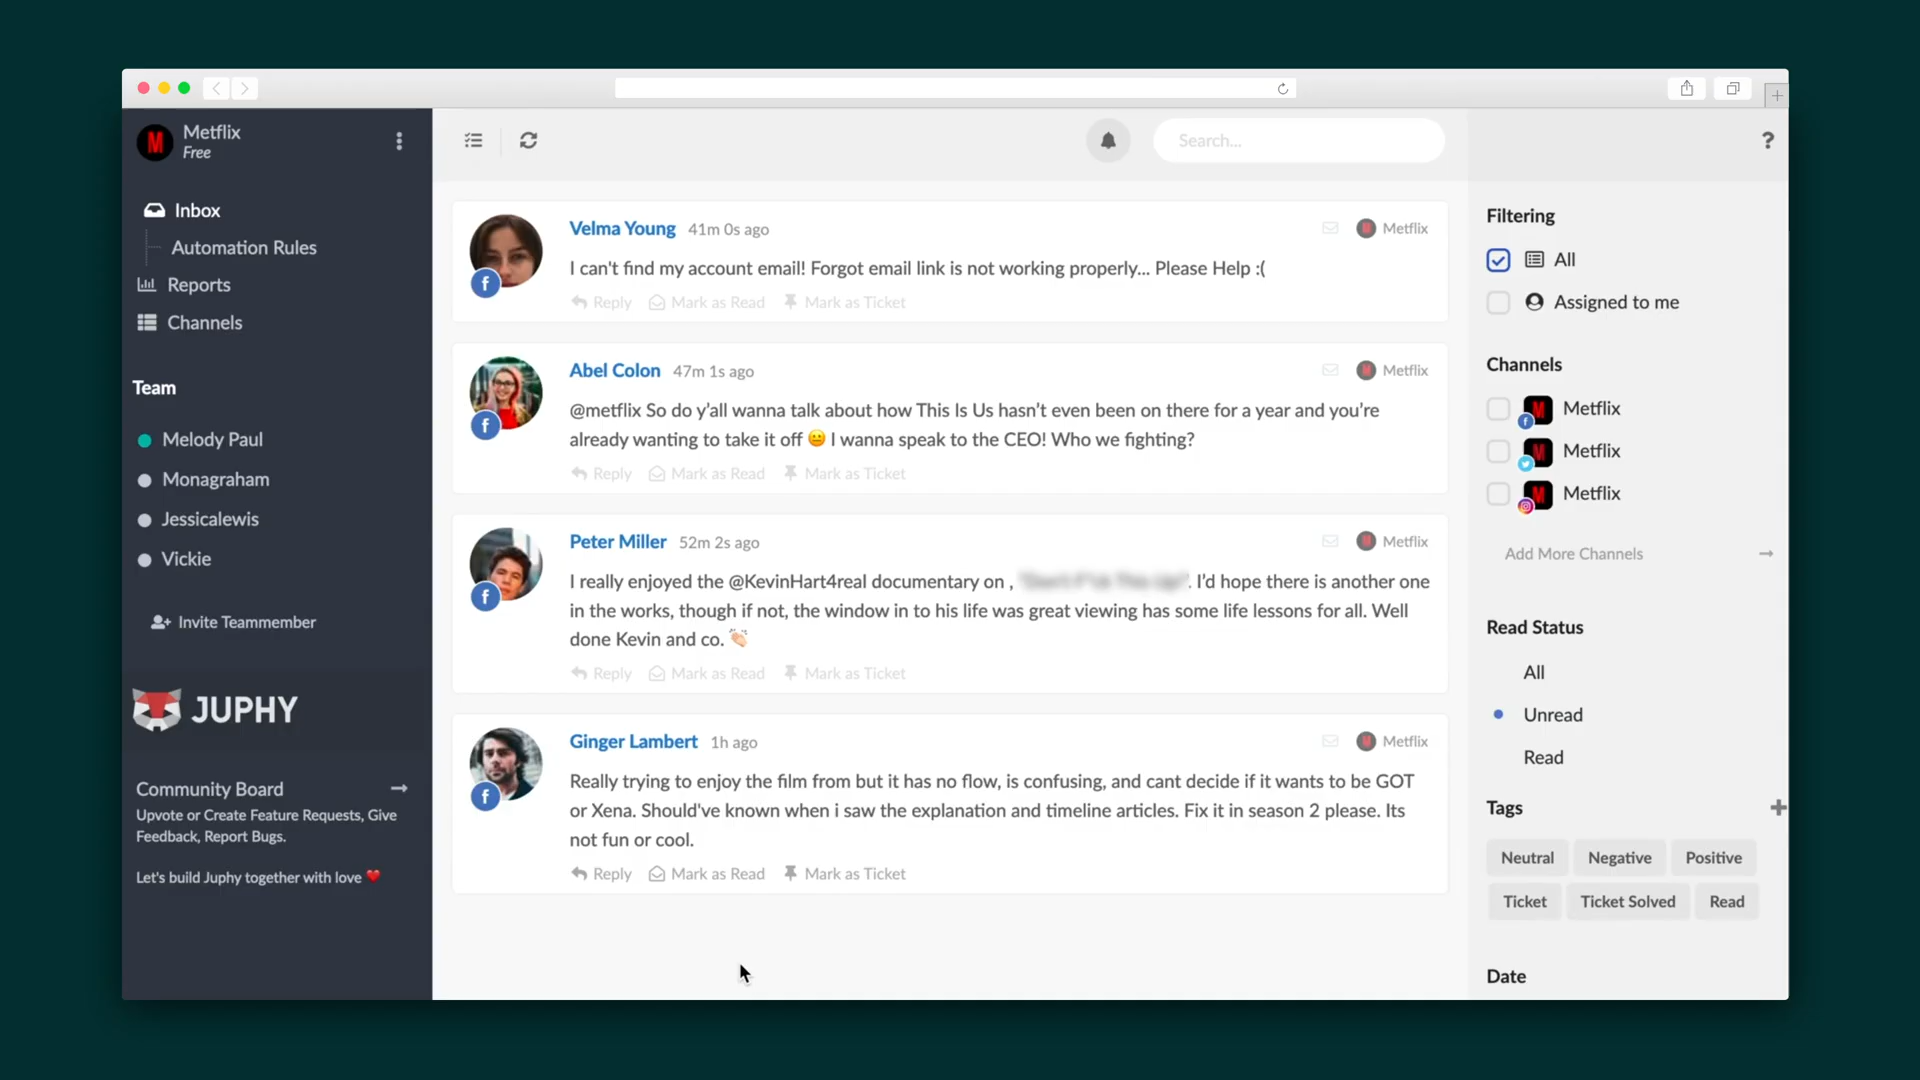 Metflix
Free
Inbox
Automation Rules
Reports
Channels
Team
Melody Paul
Monagraham
Jessicalewis
Vickie
Invite Teammember
JUPHY
Community Board
Upvote or Create Feature Requests, Give
Feedback, Report Bugs.
Let's build Juphy together with love ❤️
Search...
Velma Young 41m 0s ago
Metflix
I can't find my account email! Forgot email link is not working properly... Please Help :(
Reply Mark as Read Mark as Ticket
Abel Colon 47m 1s ago
Metflix
@metflix So do y'all wanna talk about how This Is Us hasn't even been on there for a year and you're
already wanting to take it off 😐 I wanna speak to the CEO! Who we fighting?
Reply Mark as Read Mark as Ticket
Peter Miller 52m 2s ago
Metflix
I really enjoyed the @KevinHart4real documentary on , . I'd hope there is another one
in the works, though if not, the window in to his life was great viewing has some life lessons for all. Well
done Kevin and co. 👏🏻
Reply Mark as Read Mark as Ticket
Ginger Lambert 1h ago
Metflix
Really trying to enjoy the film from but it has no flow, is confusing, and cant decide if it wants to be GOT
or Xena. Should've known when i saw the explanation and timeline articles. Fix it in season 2 please. Its
not fun or cool.
Reply Mark as Read Mark as Ticket
?
Filtering
All
Assigned to me
Channels
Metflix
Metflix
Metflix
Add More Channels
Read Status
All
Unread
Read
Tags
Neutral Negative Positive
Ticket Ticket Solved Read
Date